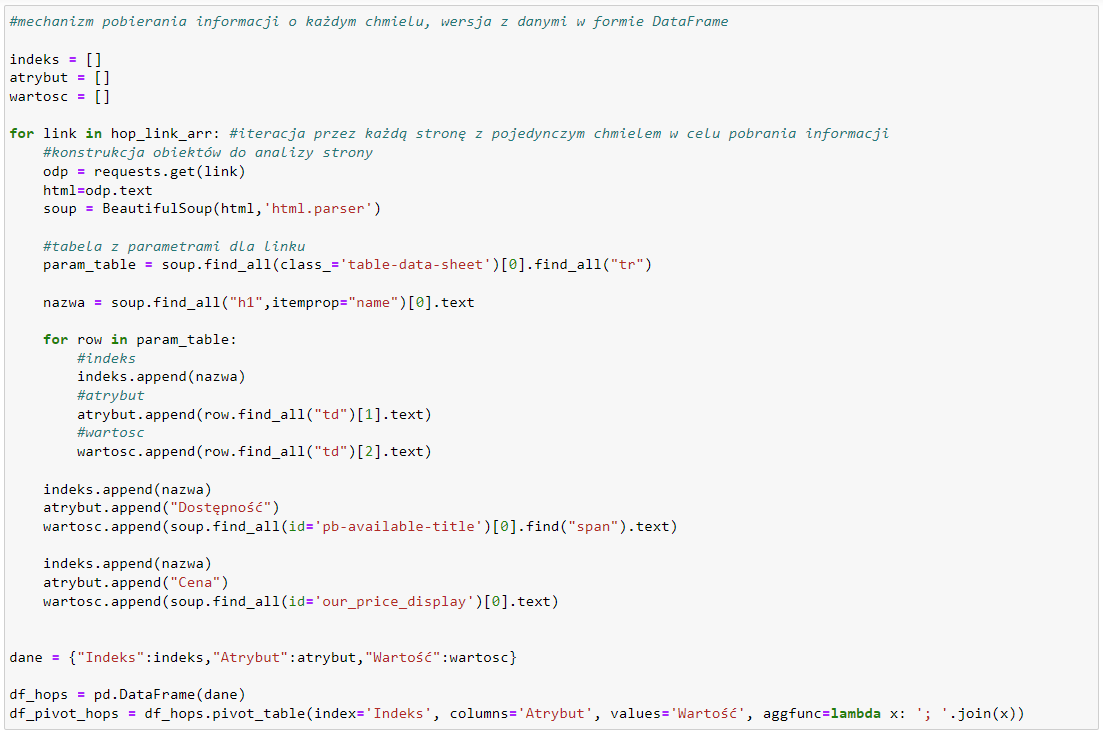 #mechanizm pobierania informacji o każdym chmielu, wersja z danymi w formie DataFrame
indeks = []
atrybut = []
wartosc = []
for link in hop_link_arr: #iteracja przez każdą stronę z pojedynczym chmielem w celu pobrania informacji
    #konstrukcja obiektów do analizy strony
    odp = requests.get(link)
    html=odp.text
    soup = BeautifulSoup(html,'html.parser')
    #tabela z parametrami dla linku
    param_table = soup.find_all(class_='table-data-sheet')[0].find_all("tr")
    nazwa = soup.find_all("h1",itemprop="name")[0].text
    for row in param_table:
        #indeks
        indeks.append(nazwa)
        #atrybut
        atrybut.append(row.find_all("td")[1].text)
        #wartosc
        wartosc.append(row.find_all("td")[2].text)
    indeks.append(nazwa)
    atrybut.append("Dostępność")
    wartosc.append(soup.find_all(id='pb-available-title')[0].find("span").text)
    indeks.append(nazwa)
    atrybut.append("Cena")
    wartosc.append(soup.find_all(id='our_price_display')[0].text)
dane = {"Indeks":indeks,"Atrybut":atrybut,"Wartość":wartosc}
df_hops = pd.DataFrame(dane)
df_pivot_hops = df_hops.pivot_table(index='Indeks', columns='Atrybut', values='Wartość', aggfunc=lambda x: '; '.join(x))